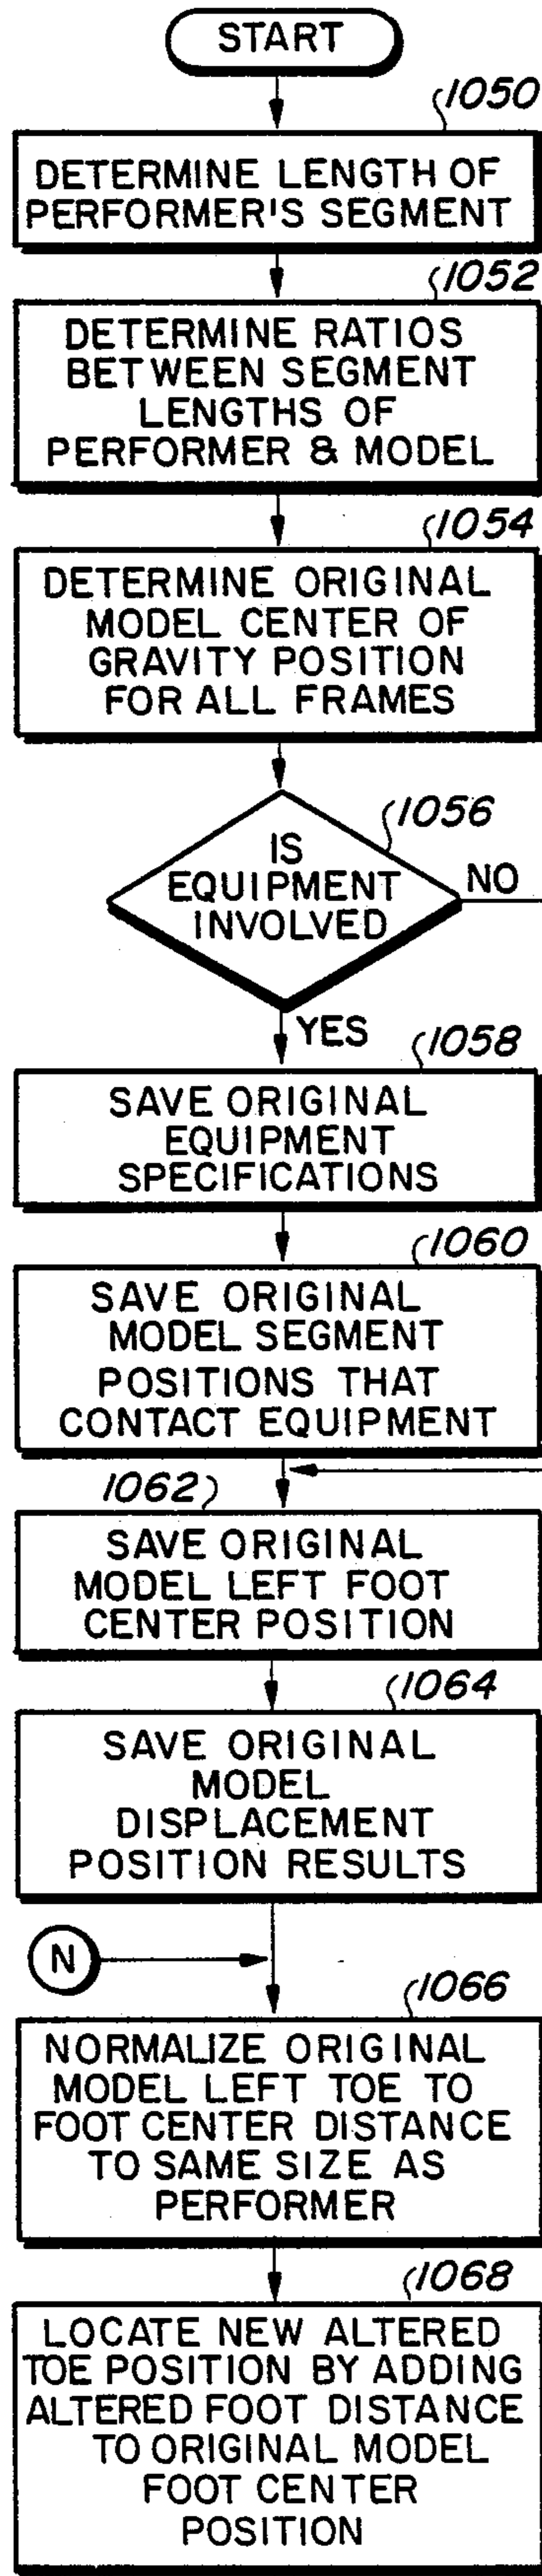 START
1050
DETERMINE LENGTH OF
PERFORMER'S SEGMENT
1052
DETERMINE RATIOS
BETWEEN SEGMENT
LENGTHS OF
PERFORMER & MODEL
1054
DETERMINE ORIGINAL
MODEL CENTER OF
GRAVITY POSITION
FOR ALL FRAMES
1056
IS
EQUIPMENT
INVOLVED
NO
YES
1058
SAVE ORIGINAL
EQUIPMENT
SPECIFICATIONS
1060
SAVE ORIGINAL
MODEL SEGMENT
POSITIONS THAT
CONTACT EQUIPMENT
1062
SAVE ORIGINAL
MODEL LEFT FOOT
CENTER POSITION
1064
SAVE ORIGINAL
MODEL
DISPLACEMENT
POSITION RESULTS
N
1066
NORMALIZE ORIGINAL
MODEL LEFT TOE TO
FOOT CENTER DISTANCE
TO SAME SIZE AS
PERFORMER
1068
LOCATE NEW ALTERED
TOE POSITION BY ADDING
ALTERED FOOT DISTANCE
TO ORIGINAL MODEL
FOOT CENTER
POSITION